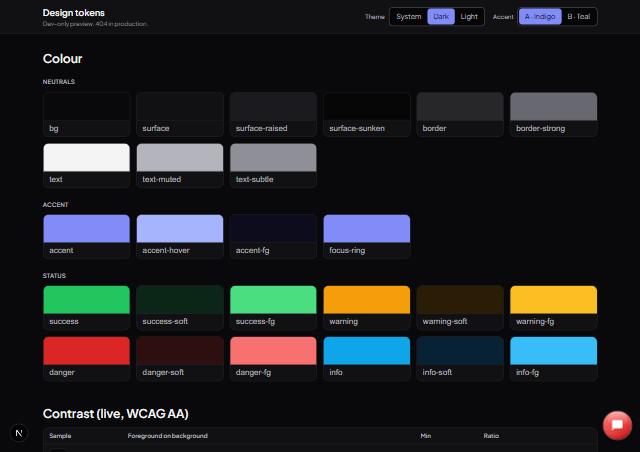 Design tokens
Dev-only preview. 404 in production.
Theme System Dark Light Accent A · Indigo B · Teal
Colour
NEUTRALS
bg surface surface-raised surface-sunken border border-strong
text text-muted text-subtle
ACCENT
accent accent-hover accent-fg focus-ring
STATUS
success success-soft success-fg warning warning-soft warning-fg
danger danger-soft danger-fg info info-soft info-fg
Contrast (live, WCAG AA)
Sample Foreground on background Min Ratio
N